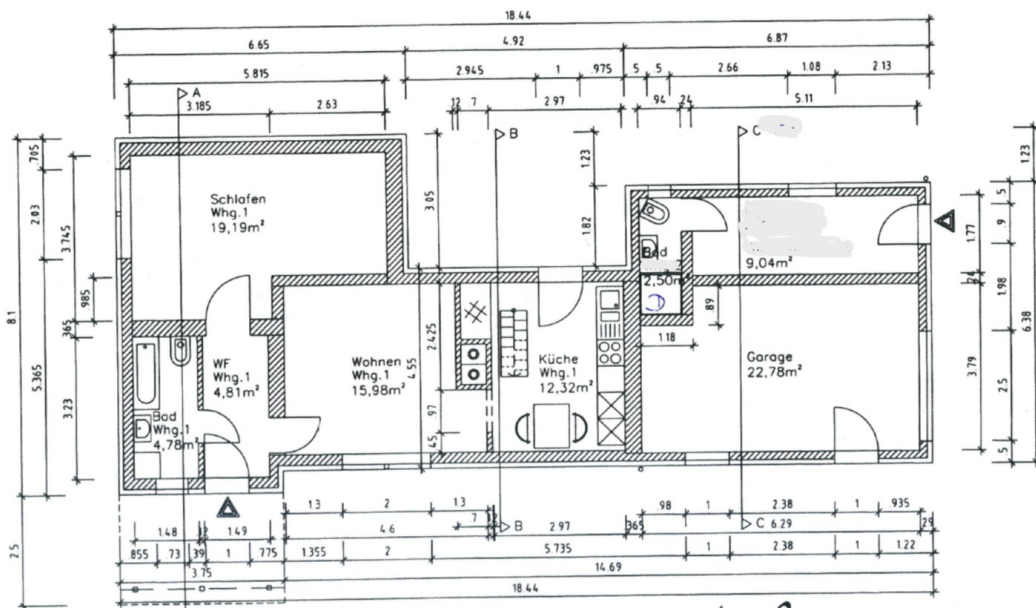 18.44
6.65 4.92 6.87
5.815 2.945 1 .975 5 5 2.66 1.08 2.13
A
3.185 2.63 12 .7 2.97 .94 24 5.11
B C
.705 1.23 1.23
2.03 3.745 3.05 1.82 .5 .9 1.77
Schlafen
Whg.1
19,19m²
Bad
2,50m²
9,04m²
985 24 1.98
8.1 365 2.425 .89 6.38
5.365 3.23 4.55 1.18 3.79 2.5
WF
Whg.1
4,81m²
Wohnen
Whg.1
15,98m²
Küche
Whg.1
12,32m²
Garage
22,78m²
Bad
Whg.1
4,78m²
97
45 .5
2.5
1.3 2 1.3 98 1 2.38 1 935
1.48 12 1.49 4.6 .7 B 2.97 365 C 6.29 29
855 .73 39 1 775 1.355 2 5.735 1 2.38 1 1.22
3.75 14.69
18.44